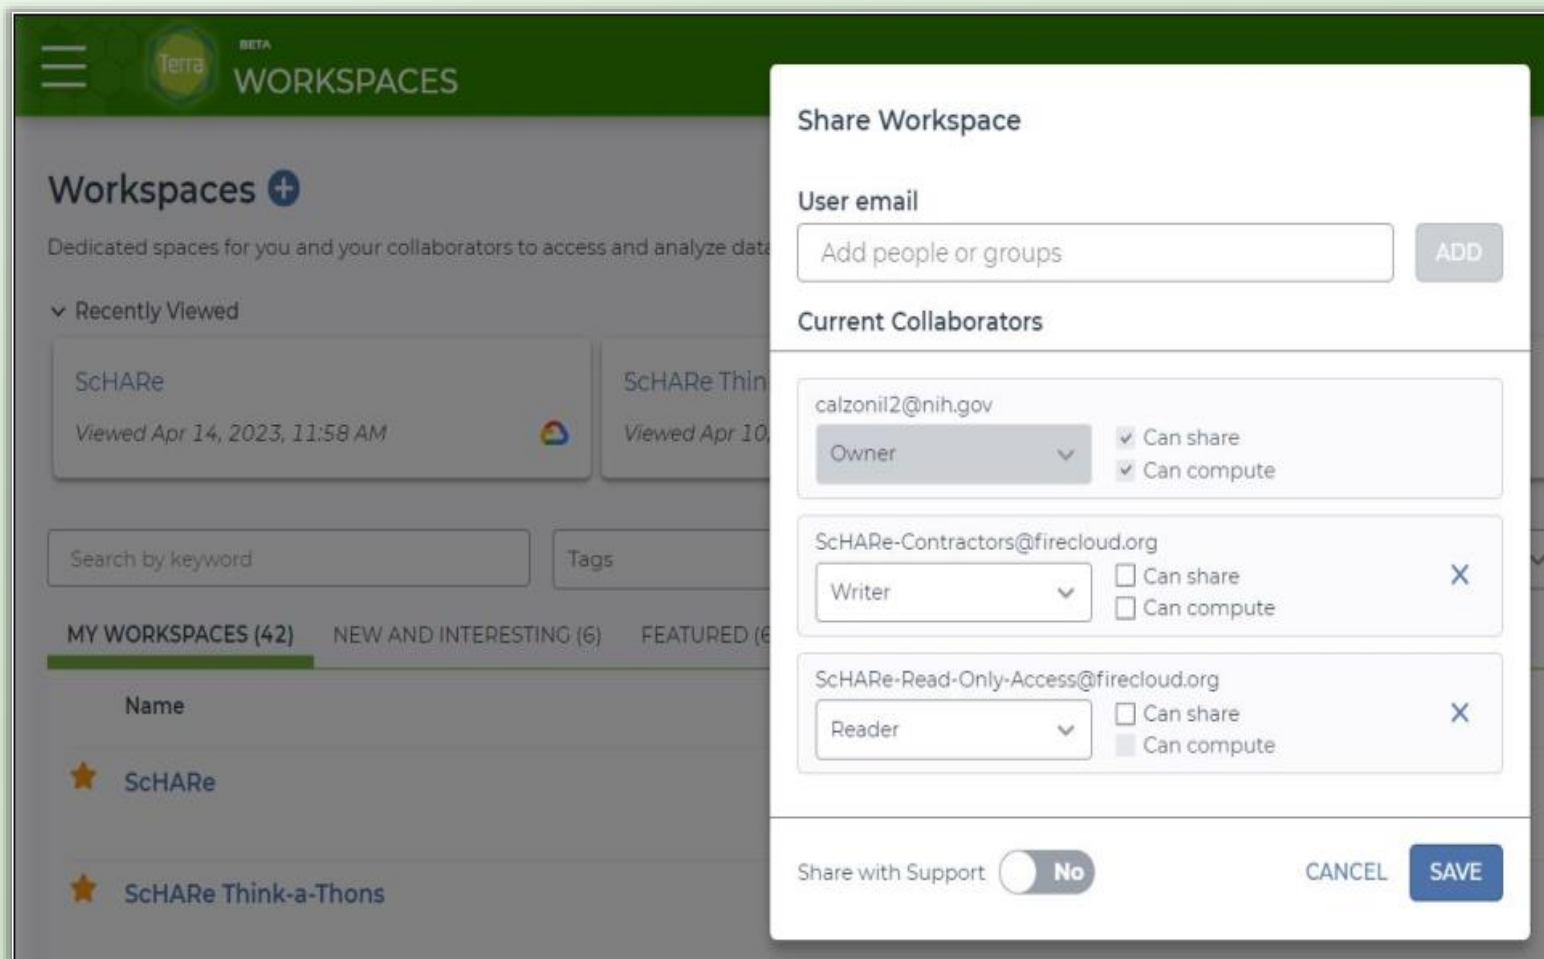 Terra
BETA
WORKSPACES
Workspaces
Dedicated spaces for you and your collaborators to access and analyze data
Recently Viewed
ScHARe
Viewed Apr 14, 2023, 11:58 AM
ScHARe Thin
Viewed Apr 10,
Search by keyword
Tags
MY WORKSPACES (42) NEW AND INTERESTING (6) FEATURED (6
Name
ScHARe
ScHARe Think-a-Thons
Share Workspace
User email
Add people or groups ADD
Current Collaborators
calzonil2@nih.gov
Owner
Can share
Can compute
ScHARe-Contractors@firecloud.org
Writer
Can share
Can compute
ScHARe-Read-Only-Access@firecloud.org
Reader
Can share
Can compute
Share with Support No CANCEL SAVE